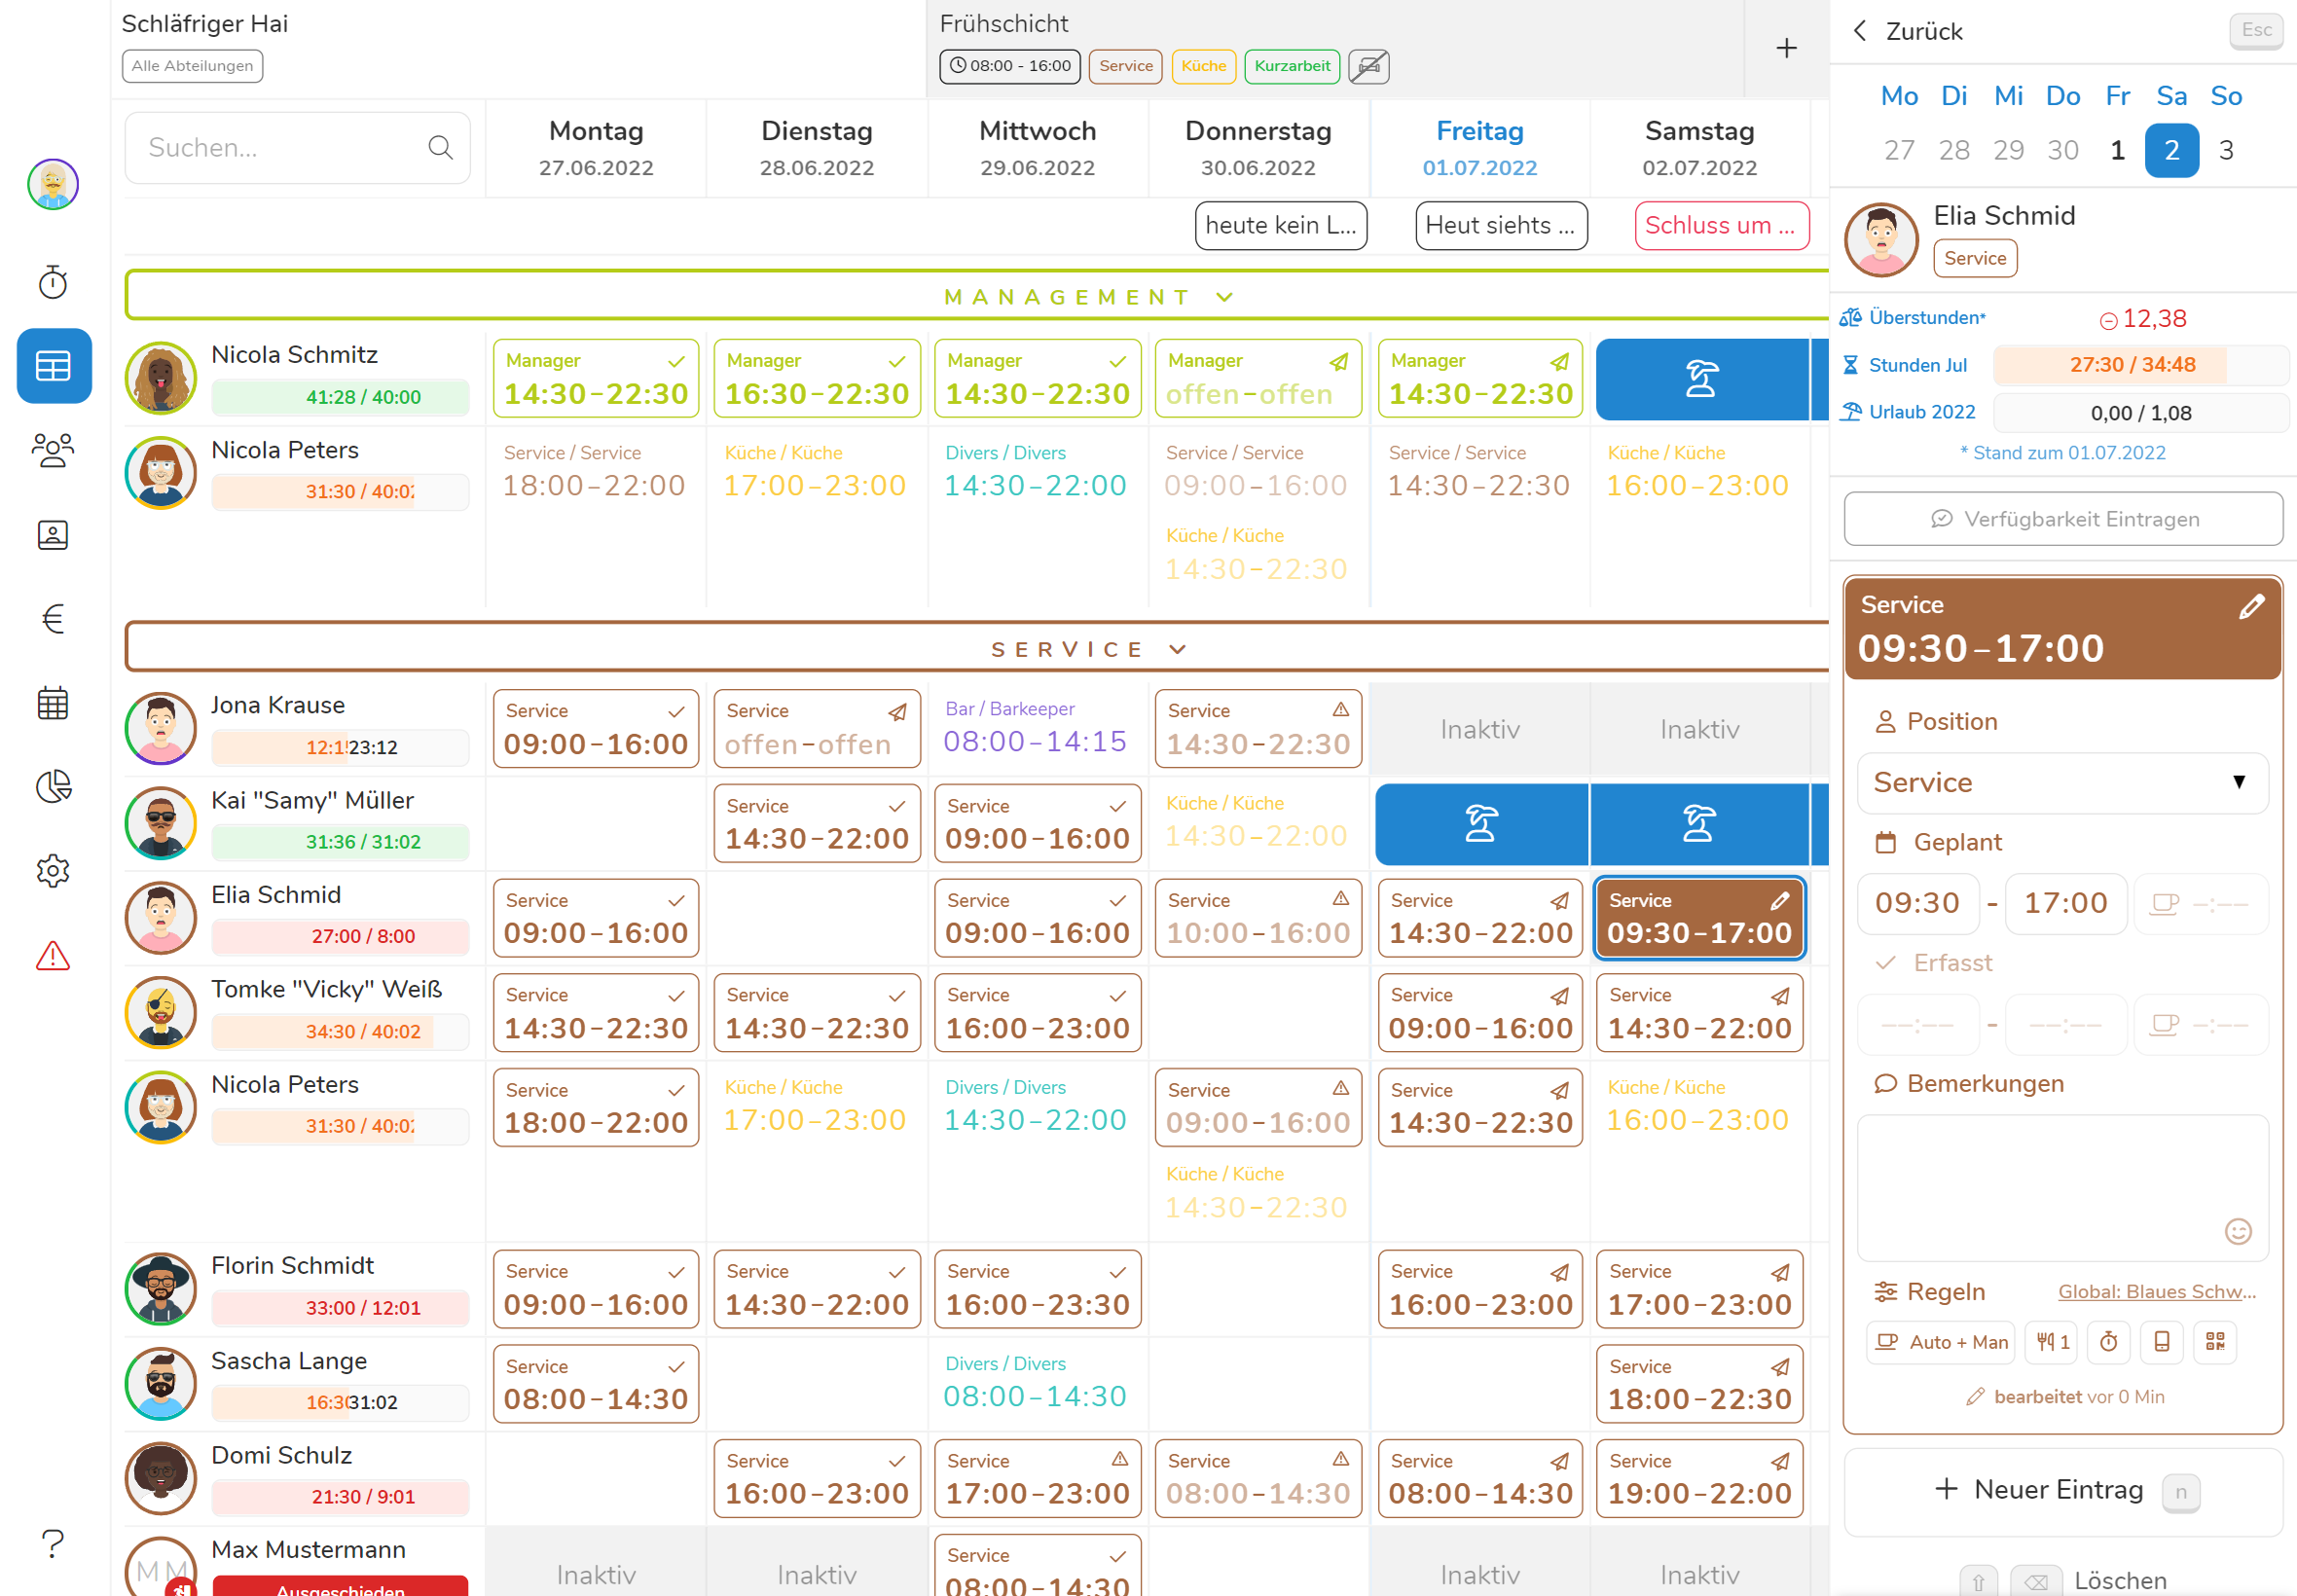 Schläfriger Hai
Alle Abteilungen
Frühschicht
08:00 - 16:00 Service Küche Kurzarbeit
+
Suchen...
Montag Dienstag Mittwoch Donnerstag Freitag Samstag
27.06.2022 28.06.2022 29.06.2022 30.06.2022 01.07.2022 02.07.2022
heute kein L... Heut siehts ... Schluss um ...
MANAGEMENT
Nicola Schmitz
41:28 / 40:00
Manager Manager Manager Manager Manager
14:30–22:30 16:30–22:30 14:30–22:30 offen–offen 14:30–22:30
Nicola Peters
31:30 / 40:02
Service / Service Küche / Küche Divers / Divers Service / Service Service / Service Küche / Küche
18:00–22:00 17:00–23:00 14:30–22:00 09:00–16:00 14:30–22:30 16:00–23:00
Küche / Küche
14:30–22:30
SERVICE
Jona Krause
12:1 23:12
Service Service Bar / Barkeeper Service
09:00–16:00 offen–offen 08:00–14:15 14:30–22:30 Inaktiv Inaktiv
Kai "Samy" Müller
31:36 / 31:02
Service Service Küche / Küche
14:30–22:00 09:00–16:00 14:30–22:00
Elia Schmid
27:00 / 8:00
Service Service Service Service Service
09:00–16:00 09:00–16:00 10:00–16:00 14:30–22:00 09:30–17:00
Tomke "Vicky" Weiß
34:30 / 40:02
Service Service Service Service Service
14:30–22:30 14:30–22:30 16:00–23:00 09:00–16:00 14:30–22:00
Nicola Peters
31:30 / 40:02
Service Küche / Küche Divers / Divers Service Service Küche / Küche
18:00–22:00 17:00–23:00 14:30–22:00 09:00–16:00 14:30–22:30 16:00–23:00
Küche / Küche
14:30–22:30
Florin Schmidt
33:00 / 12:01
Service Service Service Service Service
09:00–16:00 14:30–22:00 16:00–23:30 16:00–23:00 17:00–23:00
Sascha Lange
16:30 31:02
Service Divers / Divers Service
08:00–14:30 08:00–14:30 18:00–22:30
Domi Schulz
21:30 / 9:01
Service Service Service Service Service
16:00–23:00 17:00–23:00 08:00–14:30 08:00–14:30 19:00–22:00
MM
Max Mustermann
Ausgeschieden
Inaktiv Inaktiv Service Inaktiv Inaktiv
08:00–14:30
?
Zurück
Esc
Mo Di Mi Do Fr Sa So
27 28 29 30 1 2 3
Elia Schmid
Service
Überstunden* 12,38
Stunden Jul 27:30 / 34:48
Urlaub 2022 0,00 / 1,08
* Stand zum 01.07.2022
Verfügbarkeit Eintragen
Service
09:30–17:00
Position
Service
Geplant
09:30 - 17:00 –:––
Erfasst
––:–– - ––:–– –:––
Bemerkungen
Regeln Global: Blaues Schw...
Auto + Man 1
bearbeitet vor 0 Min
+ Neuer Eintrag n
Löschen